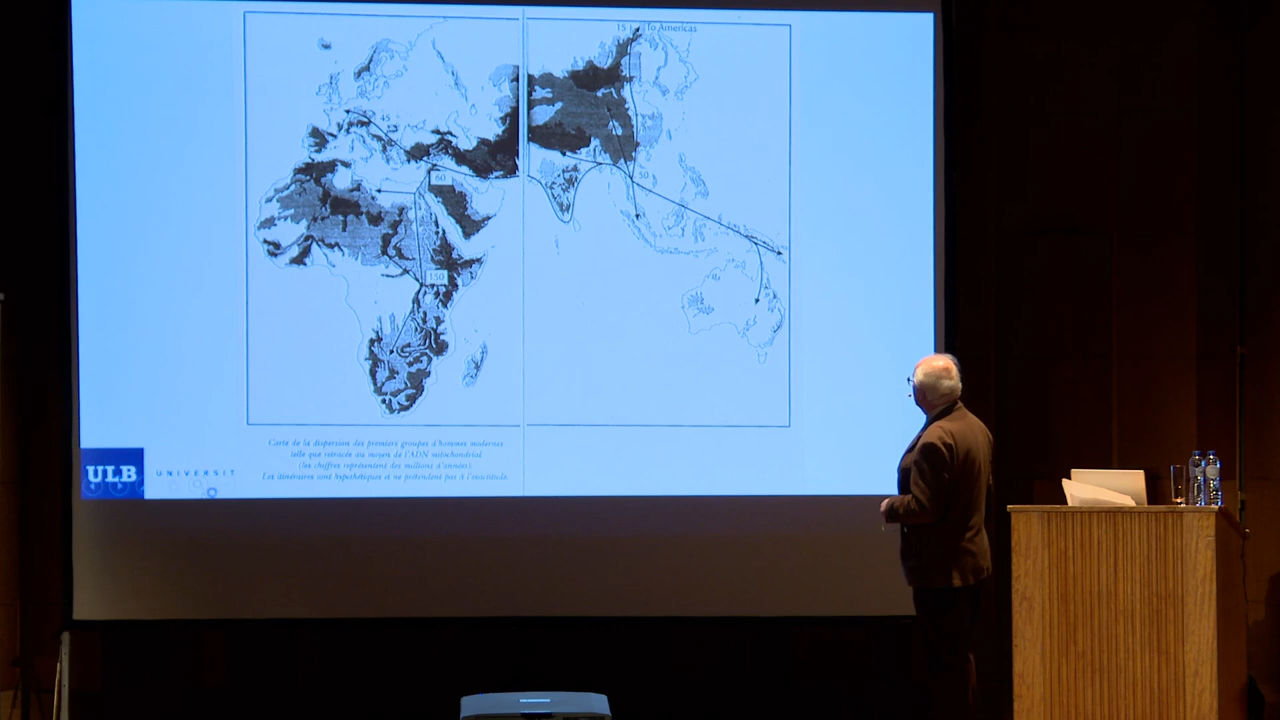 15 To Americas
45
60
50
150
Carte de la dispersion des premiers groupes d'hommes modernes
telle que retracée au moyen de l'ADN mitochondrial
(les chiffres représentent des millions d'années).
Les itinéraires sont hypothétiques et ne prétendent pas à l'exactitude.
ULB
UNIVERSIT